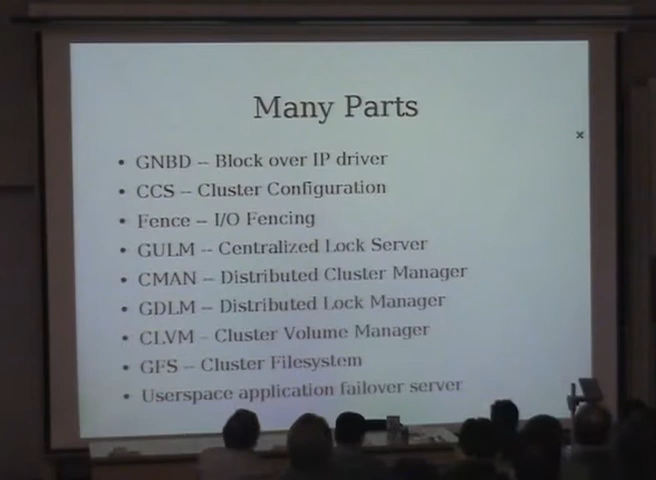 Many Parts
• GNBD -- Block over IP driver
• CCS -- Cluster Configuration
• Fence -- I/O Fencing
• GULM -- Centralized Lock Server
• CMAN -- Distributed Cluster Manager
• GDLM -- Distributed Lock Manager
• CLVM - Cluster Volume Manager
• GFS -- Cluster Filesystem
• Userspace application failover server